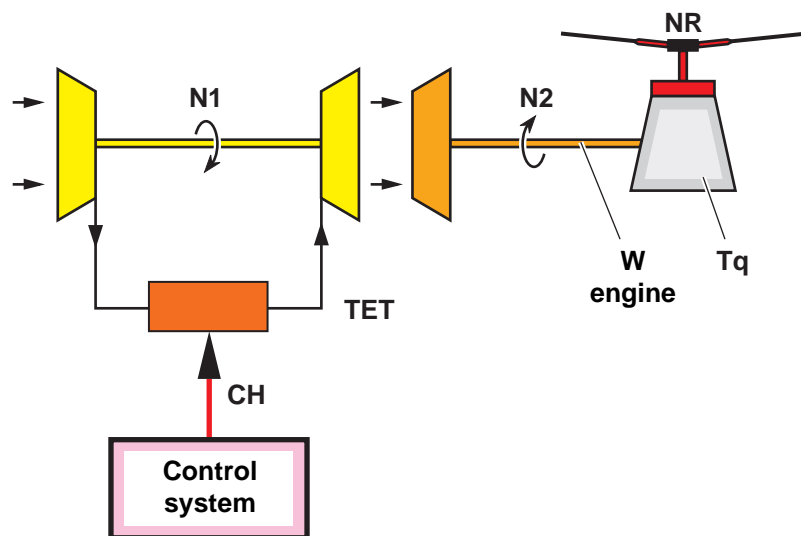 NR
N1
N2
W
engine
Tq
TET
CH
Control
system